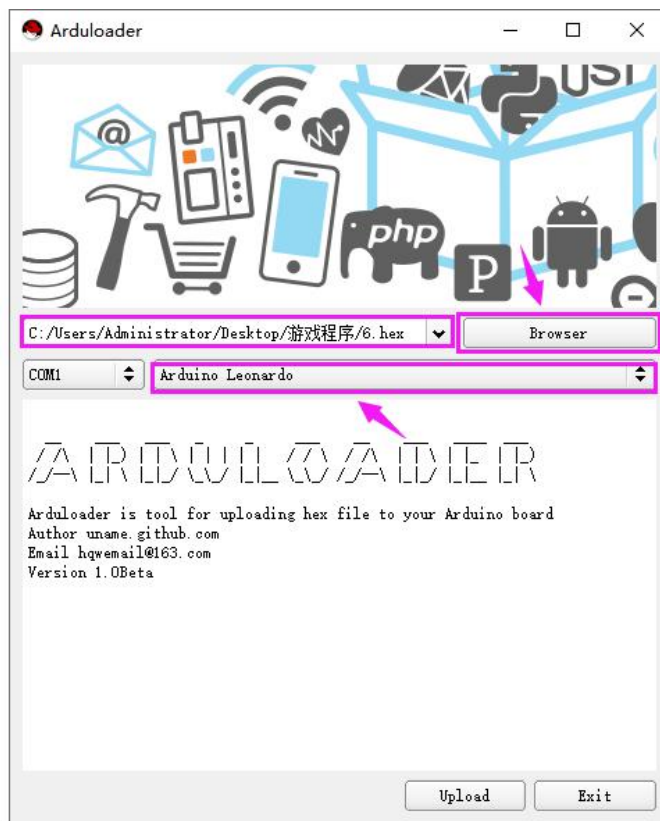 Arduloader
@
USI
php
P
C:/Users/Administrator/Desktop/游戏程序/6.hex
Browser
COM1
Arduino Leonardo
ARDULOADER
Arduloader is tool for uploading hex file to your Arduino board
Author uname.github.com
Email hqwemail@163.com
Version 1.0Beta
Upload
Exit